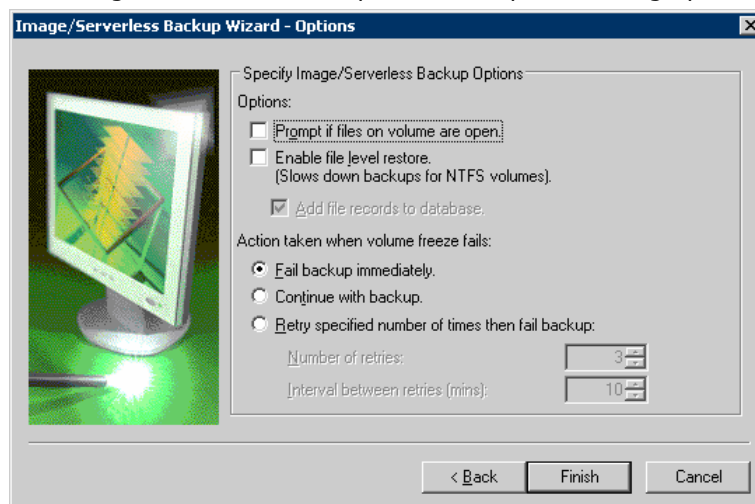 Image/Serverless Backup Wizard - Options
Specify Image/Serverless Backup Options
Options:
Prompt if files on volume are open.
Enable file level restore.
(Slows down backups for NTFS volumes).
Add file records to database.
Action taken when volume freeze fails:
Fail backup immediately.
Continue with backup.
Retry specified number of times then fail backup:
Number of retries: 3
Interval between retries (mins): 10
< Back Finish Cancel